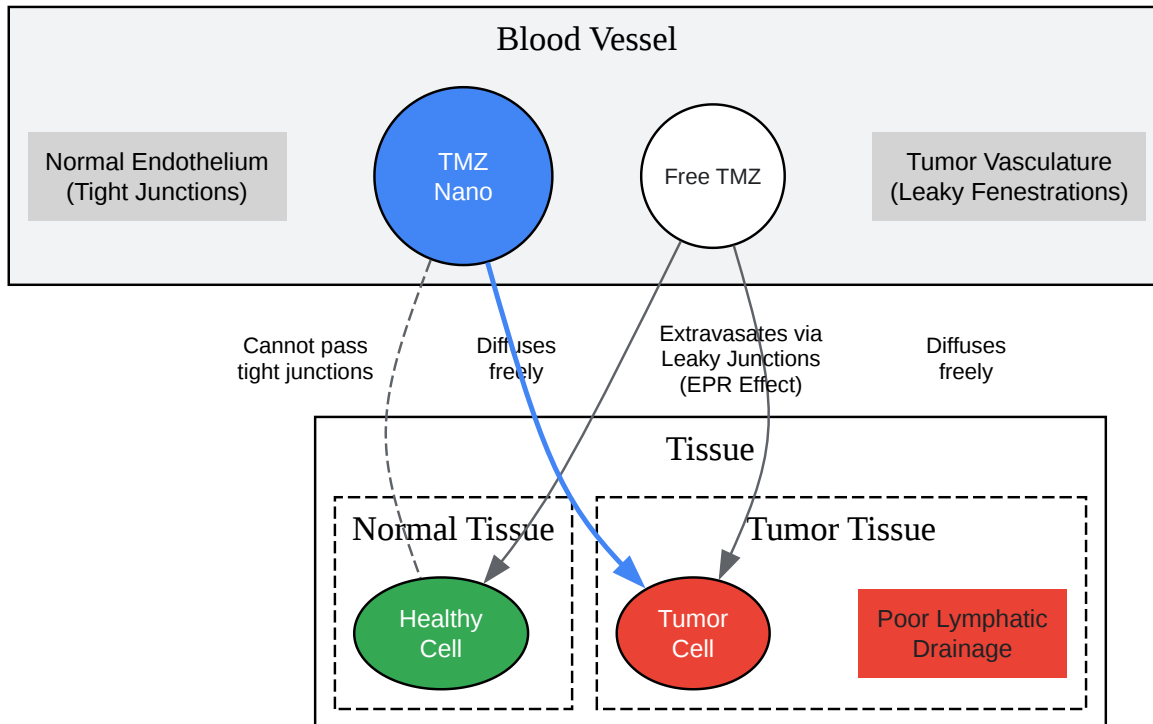 Blood Vessel
Normal Endothelium
(Tight Junctions)
TMZ
Nano
Free TMZ
Tumor Vasculature
(Leaky Fenestrations)
Cannot pass
tight junctions
Diffuses
freely
Extravasates via
Leaky Junctions
(EPR Effect)
Diffuses
freely
Tissue
Normal Tissue
Tumor Tissue
Healthy
Cell
Tumor
Cell
Poor Lymphatic
Drainage